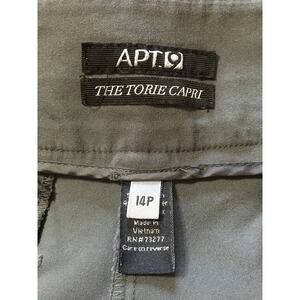 APT.9
THE TORIE CAPRI
14P
Made in
Vietnam
RN#73277
Care on reverse